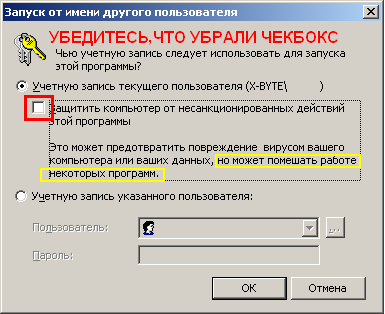 Запуск от имени другого пользователя
УБЕДИТЕСЬ,ЧТО УБРАЛИ ЧЕКБОКС
Чью учетную запись следует использовать для запуска
этой программы?
Учетную запись текущего пользователя (X-BYTE\ )
Защитить компьютер от несанкционированных действий
этой программы
Это может предотвратить повреждение вирусом вашего
компьютера или ваших данных, но может помешать работе
некоторых программ.
Учетную запись указанного пользователя:
Пользователь:
...
Пароль:
ОК Отмена